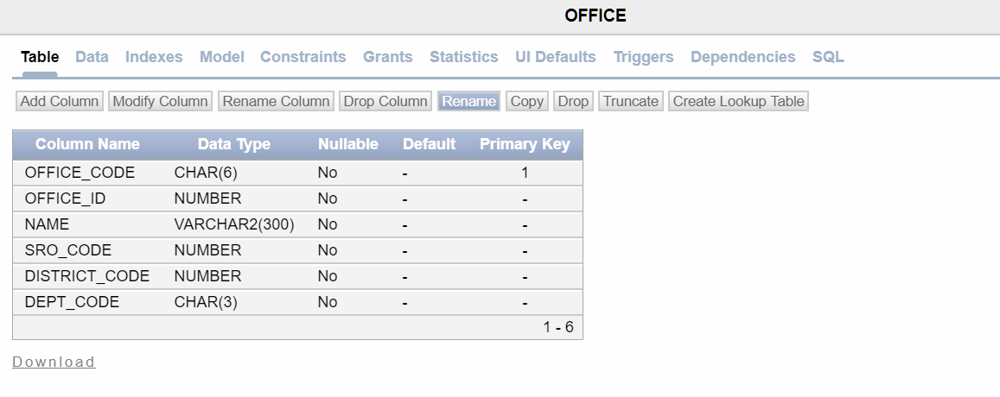 OFFICE
Table Data Indexes Model Constraints Grants Statistics UI Defaults Triggers Dependencies SQL
Add Column Modify Column Rename Column Drop Column Rename Copy Drop Truncate Create Lookup Table
Column Name Data Type Nullable Default Primary Key
OFFICE_CODE CHAR(6) No - 1
OFFICE_ID NUMBER No - -
NAME VARCHAR2(300) No - -
SRO_CODE NUMBER No - -
DISTRICT_CODE NUMBER No - -
DEPT_CODE CHAR(3) No - -
1 - 6
Download